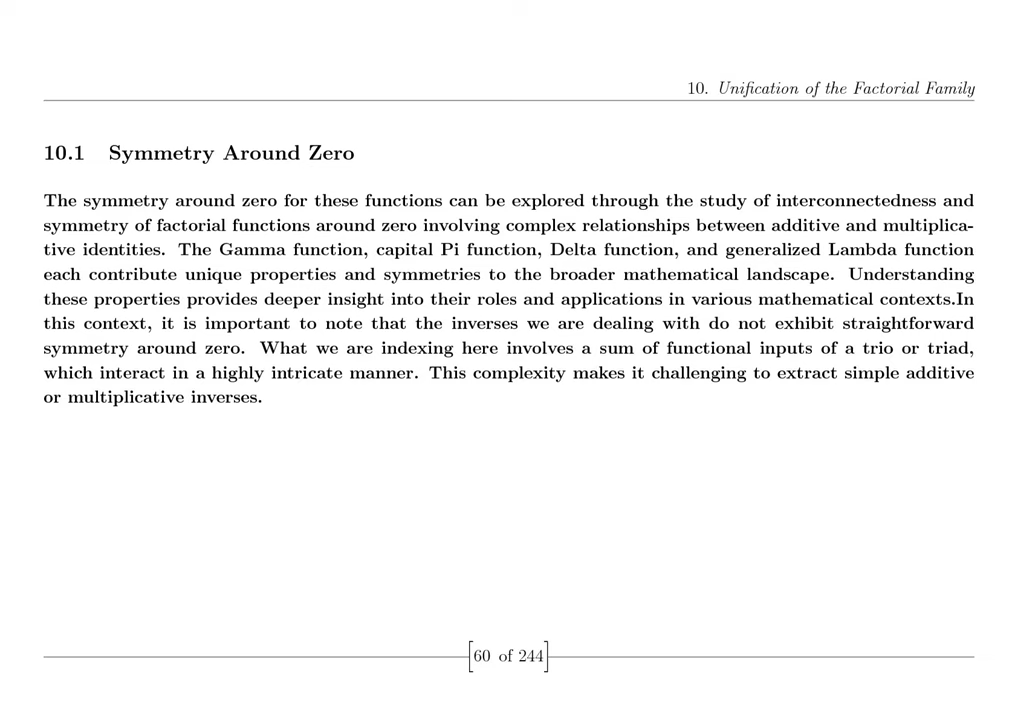 10. Unification of the Factorial Family
10.1 Symmetry Around Zero
The symmetry around zero for these functions can be explored through the study of interconnectedness and
symmetry of factorial functions around zero involving complex relationships between additive and multiplica-
tive identities. The Gamma function, capital Pi function, Delta function, and generalized Lambda function
each contribute unique properties and symmetries to the broader mathematical landscape. Understanding
these properties provides deeper insight into their roles and applications in various mathematical contexts.In
this context, it is important to note that the inverses we are dealing with do not exhibit straightforward
symmetry around zero. What we are indexing here involves a sum of functional inputs of a trio or triad,
which interact in a highly intricate manner. This complexity makes it challenging to extract simple additive
or multiplicative inverses.
[60 of 244]